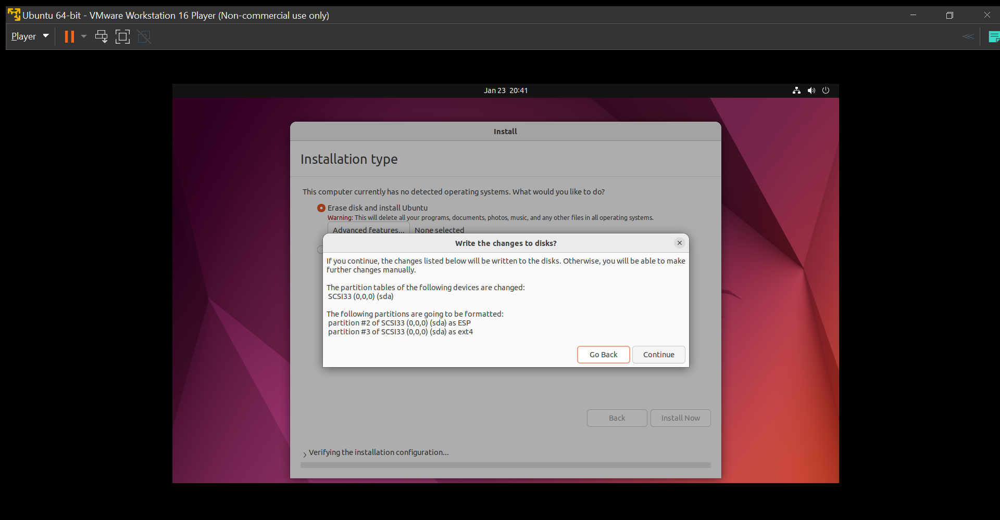 Ubuntu 64-bit - VMware Workstation 16 Player (Non-commercial use only)
Player
Jan 23 20:41
Install
Installation type
This computer currently has no detected operating systems. What would you like to do?
Erase disk and install Ubuntu
Warning: This will delete all your programs, documents, photos, music, and any other files in all operating systems.
Advanced features... None selected
Write the changes to disks?
If you continue, the changes listed below will be written to the disks. Otherwise, you will be able to make
further changes manually.
The partition tables of the following devices are changed:
SCSI33 (0,0,0) (sda)
The following partitions are going to be formatted:
partition #2 of SCSI33 (0,0,0) (sda) as ESP
partition #3 of SCSI33 (0,0,0) (sda) as ext4
Go Back Continue
Back Install Now
Verifying the installation configuration...